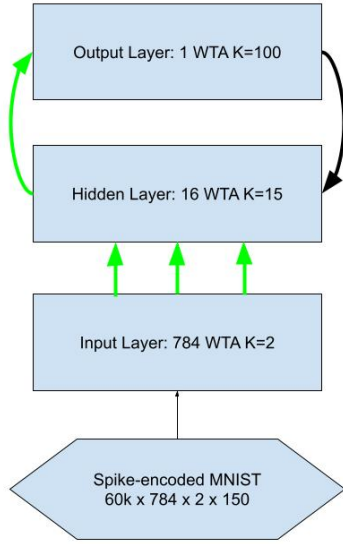 Output Layer: 1 WTA K=100
Hidden Layer: 16 WTA K=15
Input Layer: 784 WTA K=2
Spike-encoded MNIST
60k x 784 x 2 x 150